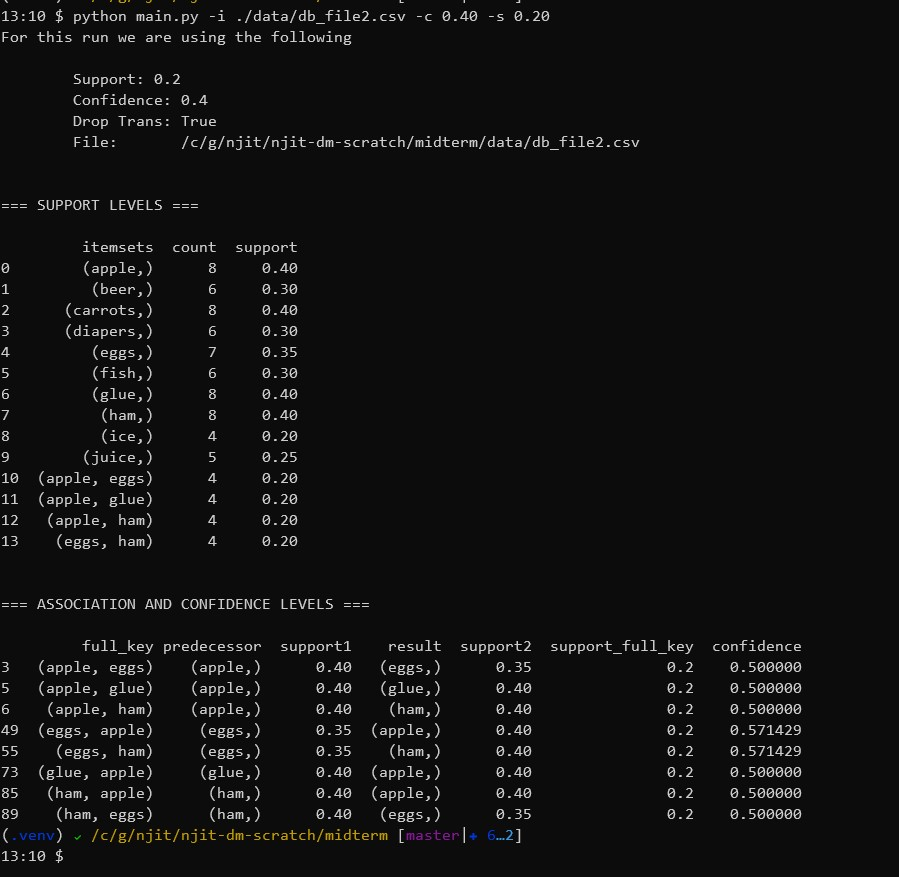 13:10 $ python main.py -i ./data/db_file2.csv -c 0.40 -s 0.20
For this run we are using the following
Support: 0.2
Confidence: 0.4
Drop Trans: True
File: /c/g/njit/njit-dm-scratch/midterm/data/db_file2.csv
=== SUPPORT LEVELS ===
itemsets count support
0 (apple,) 8 0.40
1 (beer,) 6 0.30
2 (carrots,) 8 0.40
3 (diapers,) 6 0.30
4 (eggs,) 7 0.35
5 (fish,) 6 0.30
6 (glue,) 8 0.40
7 (ham,) 8 0.40
8 (ice,) 4 0.20
9 (juice,) 5 0.25
10 (apple, eggs) 4 0.20
11 (apple, glue) 4 0.20
12 (apple, ham) 4 0.20
13 (eggs, ham) 4 0.20
=== ASSOCIATION AND CONFIDENCE LEVELS ===
full_key predecessor support1 result support2 support_full_key confidence
3 (apple, eggs) (apple,) 0.40 (eggs,) 0.35 0.2 0.500000
5 (apple, glue) (apple,) 0.40 (glue,) 0.40 0.2 0.500000
6 (apple, ham) (apple,) 0.40 (ham,) 0.40 0.2 0.500000
49 (eggs, apple) (eggs,) 0.35 (apple,) 0.40 0.2 0.571429
55 (eggs, ham) (eggs,) 0.35 (ham,) 0.40 0.2 0.571429
73 (glue, apple) (glue,) 0.40 (apple,) 0.40 0.2 0.500000
85 (ham, apple) (ham,) 0.40 (apple,) 0.40 0.2 0.500000
89 (ham, eggs) (ham,) 0.40 (eggs,) 0.35 0.2 0.500000
(.venv) ✓ /c/g/njit/njit-dm-scratch/midterm [master|✚ 6…2]
13:10 $